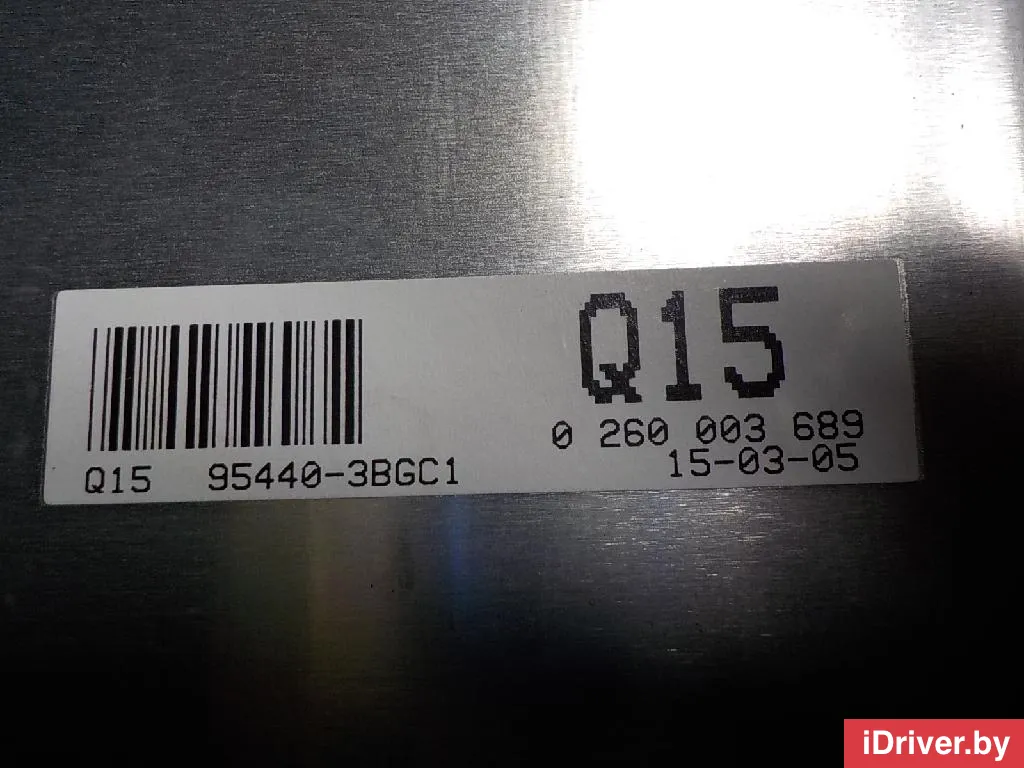 Q15
0 260 003 689
15-03-05
Q15 95440-3BGC1
iDriver.by